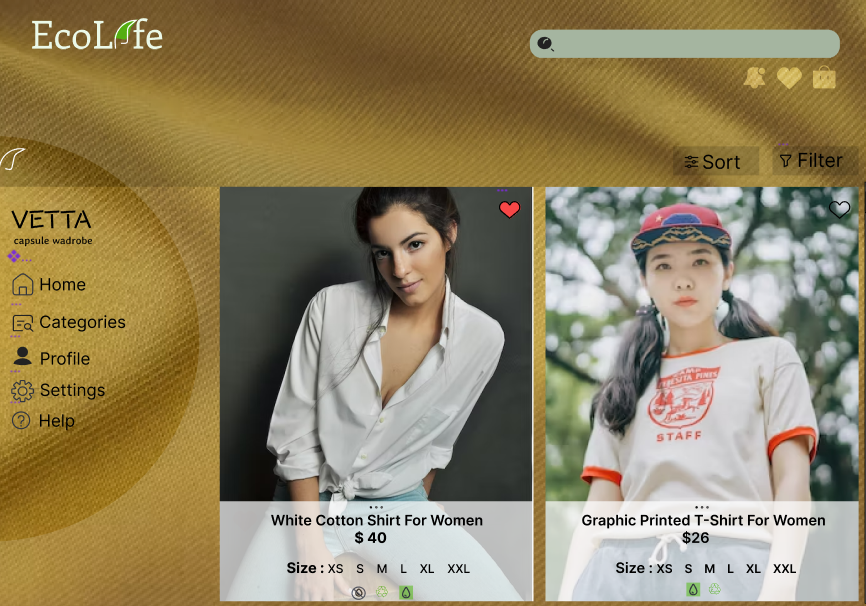 EcoLife
Sort
Filter
VETTA
capsule wadrobe
Home
Categories
Profile
Settings
Help
CAMP
STAFF
White Cotton Shirt For Women
$ 40
Size : XS S M L XL XXL
Graphic Printed T-Shirt For Women
$26
Size : XS S M L XL XXL